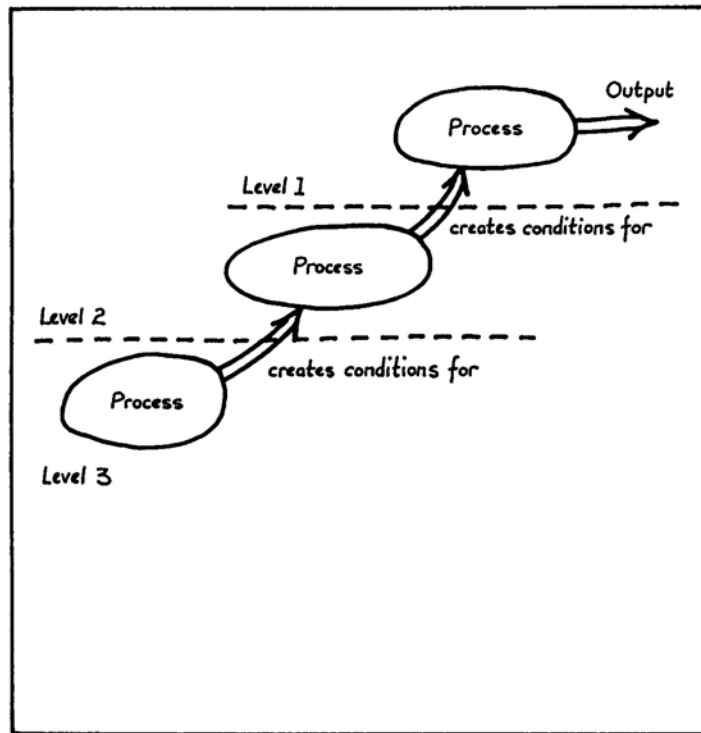 Output
Process
Level 1
creates conditions for
Process
Level 2
creates conditions for
Process
Level 3